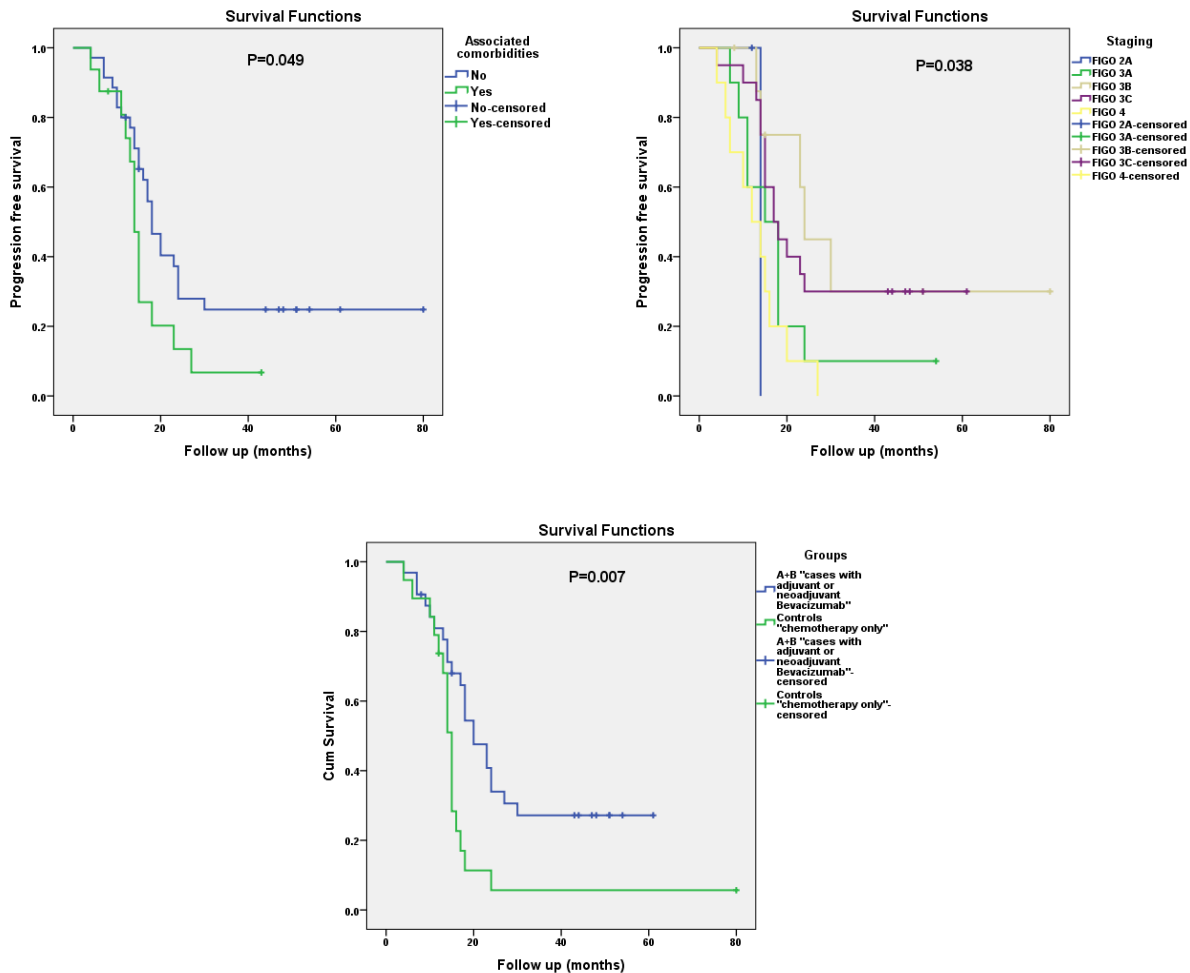 Survival Functions
P=0.049
Progression free survival
1.0
0.8
0.6
0.4
0.2
0.0
0
20
40
60
80
Follow up (months)
Associated
comorbidities
No
Yes
No-censored
Yes-censored
Survival Functions
P=0.038
Progression free survival
1.0
0.8
0.6
0.4
0.2
0.0
0
20
40
60
80
Follow up (months)
Staging
FIGO 2A
FIGO 3A
FIGO 3B
FIGO 3C
FIGO 4
FIGO 2A-censored
FIGO 3A-censored
FIGO 3B-censored
FIGO 3C-censored
FIGO 4-censored
Survival Functions
P=0.007
Cum Survival
1.0
0.8
0.6
0.4
0.2
0.0
0
20
40
60
80
Follow up (months)
Groups
A+B "cases with
adjuvant or
neoadjuvant
Bevacizumab"
Controls
"chemotherapy only"
A+B "cases with
adjuvant or
neoadjuvant
Bevacizumab"-
censored
Controls
"chemotherapy only"-
censored